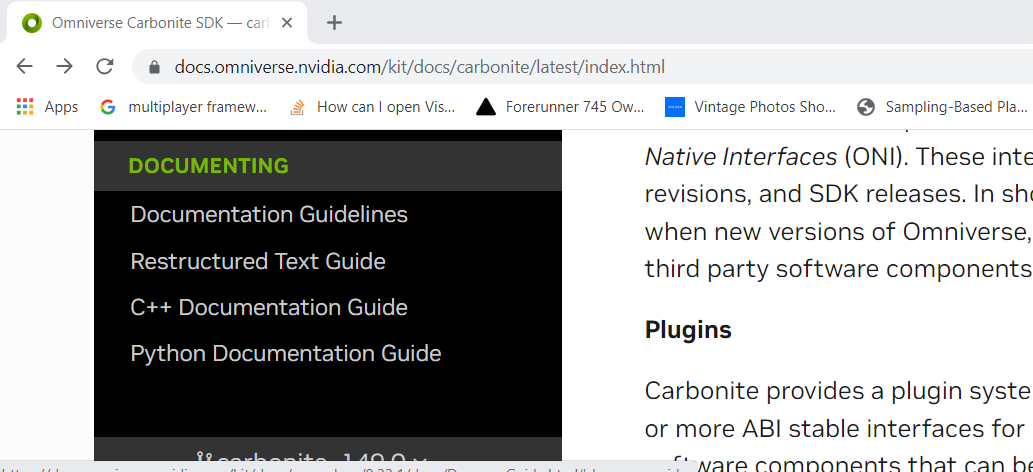 Omniverse Carbonite SDK — carl
docs.omniverse.nvidia.com/kit/docs/carbonite/latest/index.html
Apps
multiplayer framew...
How can I open Vis...
Forerunner 745 Ow...
Vintage Photos Sho...
Sampling-Based Pla...
DOCUMENTING
Documentation Guidelines
Restructured Text Guide
C++ Documentation Guide
Python Documentation Guide
carbonite 149.0
Native Interfaces (ONI). These inte
revisions, and SDK releases. In sho
when new versions of Omniverse,
third party software components
Plugins
Carbonite provides a plugin syste
or more ABI stable interfaces for
software components that can be